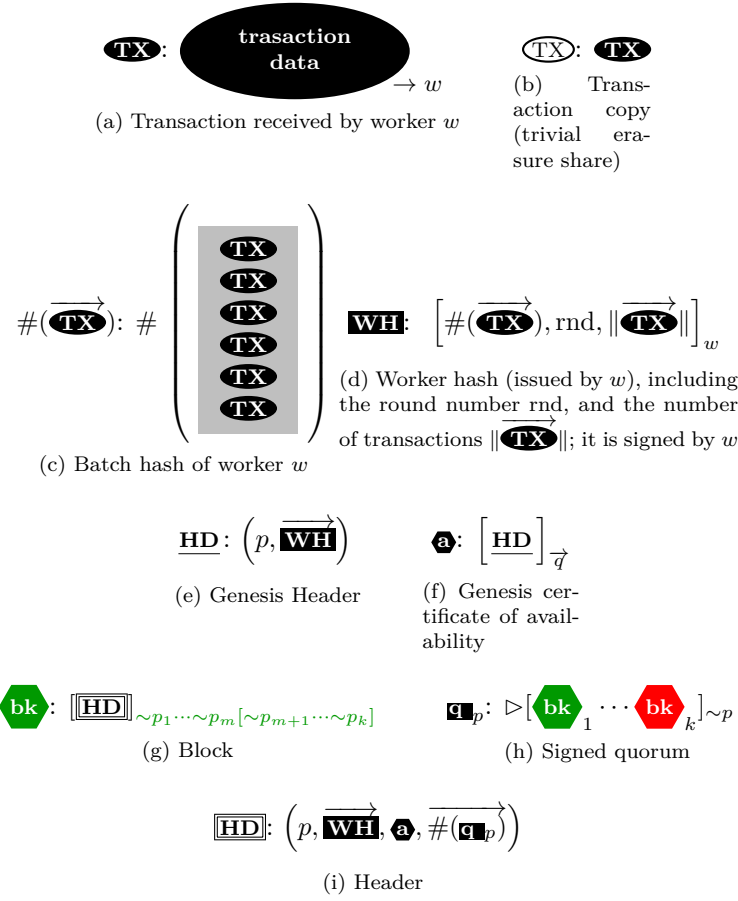 TX: trasaction data → w
TX: TX
(a) Transaction received by worker w
(b) Trans-
action copy
(trivial era-
sure share)
#(TX): # ( TX
TX
TX
TX
TX
TX )
WH: [#(TX), rnd, ‖TX‖]_w
(c) Batch hash of worker w
(d) Worker hash (issued by w), including
the round number rnd, and the number
of transactions ‖TX‖; it is signed by w
HD: (p, WH)
a: [HD]_q
(e) Genesis Header
(f) Genesis cer-
tificate of avail-
ability
bk: [HD]_∼p₁⋯∼pₘ[∼pₘ₊₁⋯∼pₖ]
q_p: ▷[bk₁ ⋯ bkₖ]_∼p
(g) Block
(h) Signed quorum
HD: (p, WH, a, #(q_p))
(i) Header